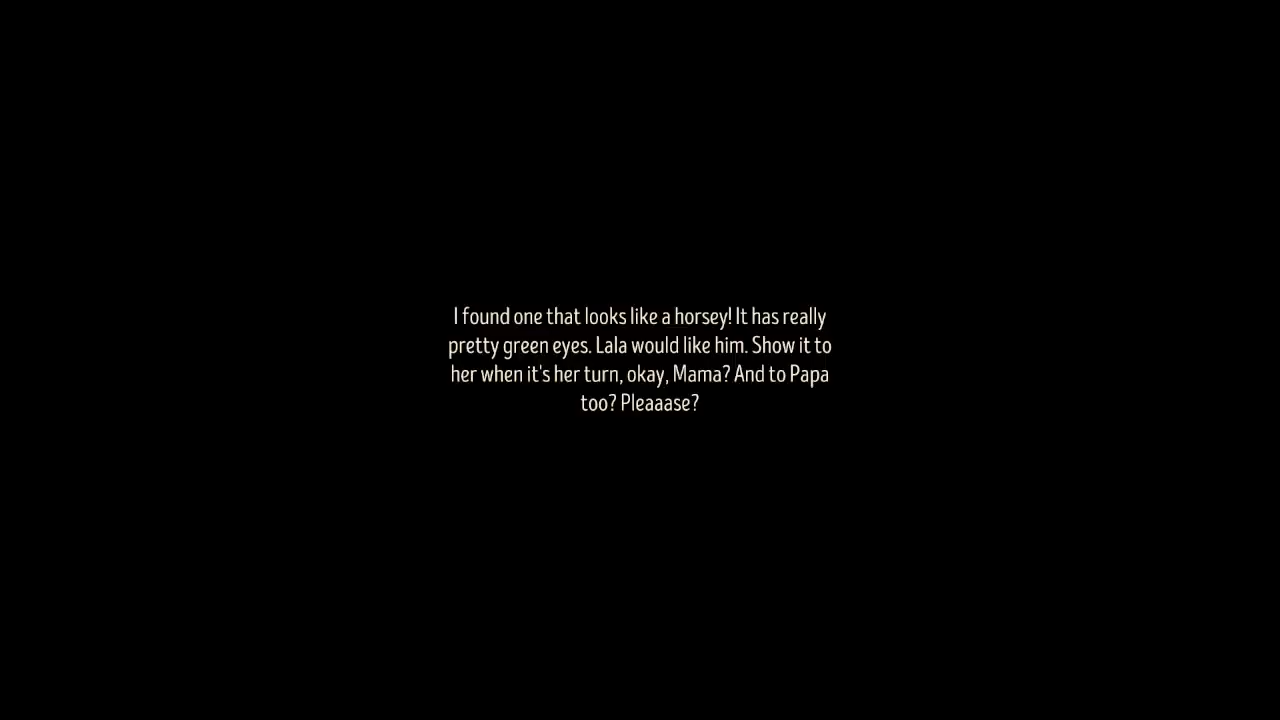 I found one that looks like a horsey! It has really
pretty green eyes. Lala would like him. Show it to
her when it's her turn, okay, Mama? And to Papa
too? Pleaaase?